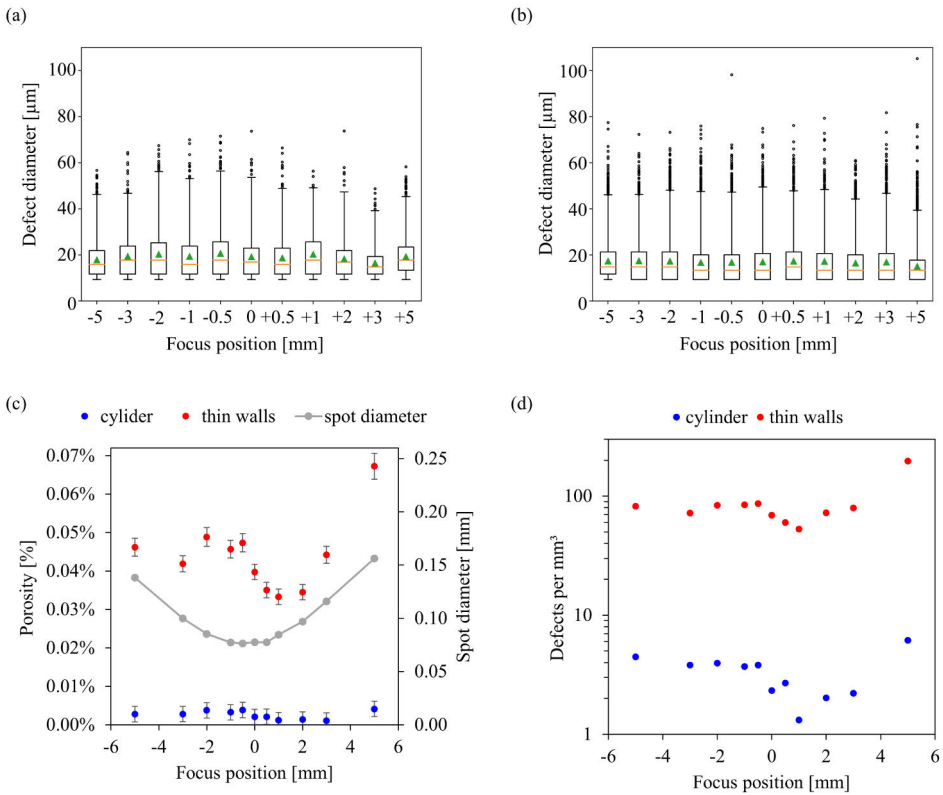 (a)
(b)
Defect diameter [µm]
100
80
60
40
20
0
-5 -3 -2 -1 -0.5 0 +0.5 +1 +2 +3 +5
Focus position [mm]
Defect diameter [µm]
100
80
60
40
20
0
-5 -3 -2 -1 -0.5 0 +0.5 +1 +2 +3 +5
Focus position [mm]
(c)
cylider thin walls spot diameter
Porosity [%]
0.07%
0.06%
0.05%
0.04%
0.03%
0.02%
0.01%
0.00%
0.25
0.20
0.15
0.10
0.05
0.00
Spot diameter [mm]
-6 -4 -2 0 2 4 6
Focus position [mm]
(d)
cylinder thin walls
Defects per mm³
100
10
1
-6 -4 -2 0 2 4 6
Focus position [mm]